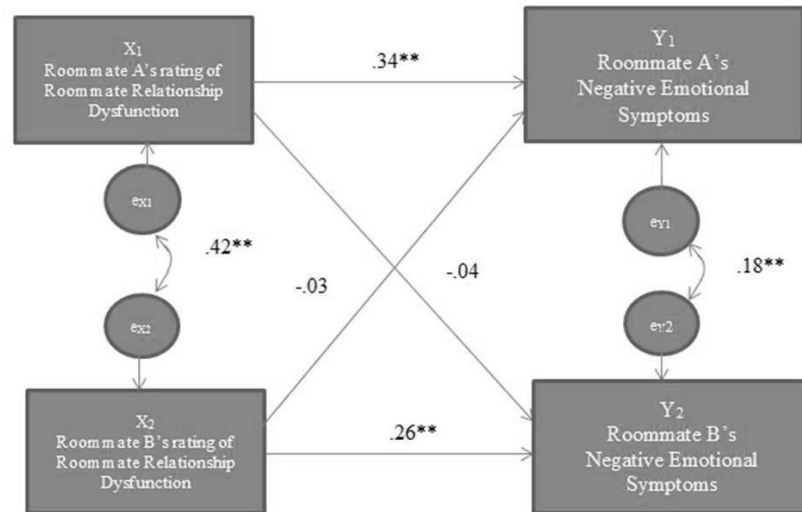 X1
Roommate A's rating of
Roommate Relationship
Dysfunction
.34**
Y1
Roommate A's
Negative Emotional
Symptoms
eX1
eY1
.42**
-.03
-.04
.18**
eX2
eY2
X2
Roommate B's rating of
Roommate Relationship
Dysfunction
.26**
Y2
Roommate B's
Negative Emotional
Symptoms